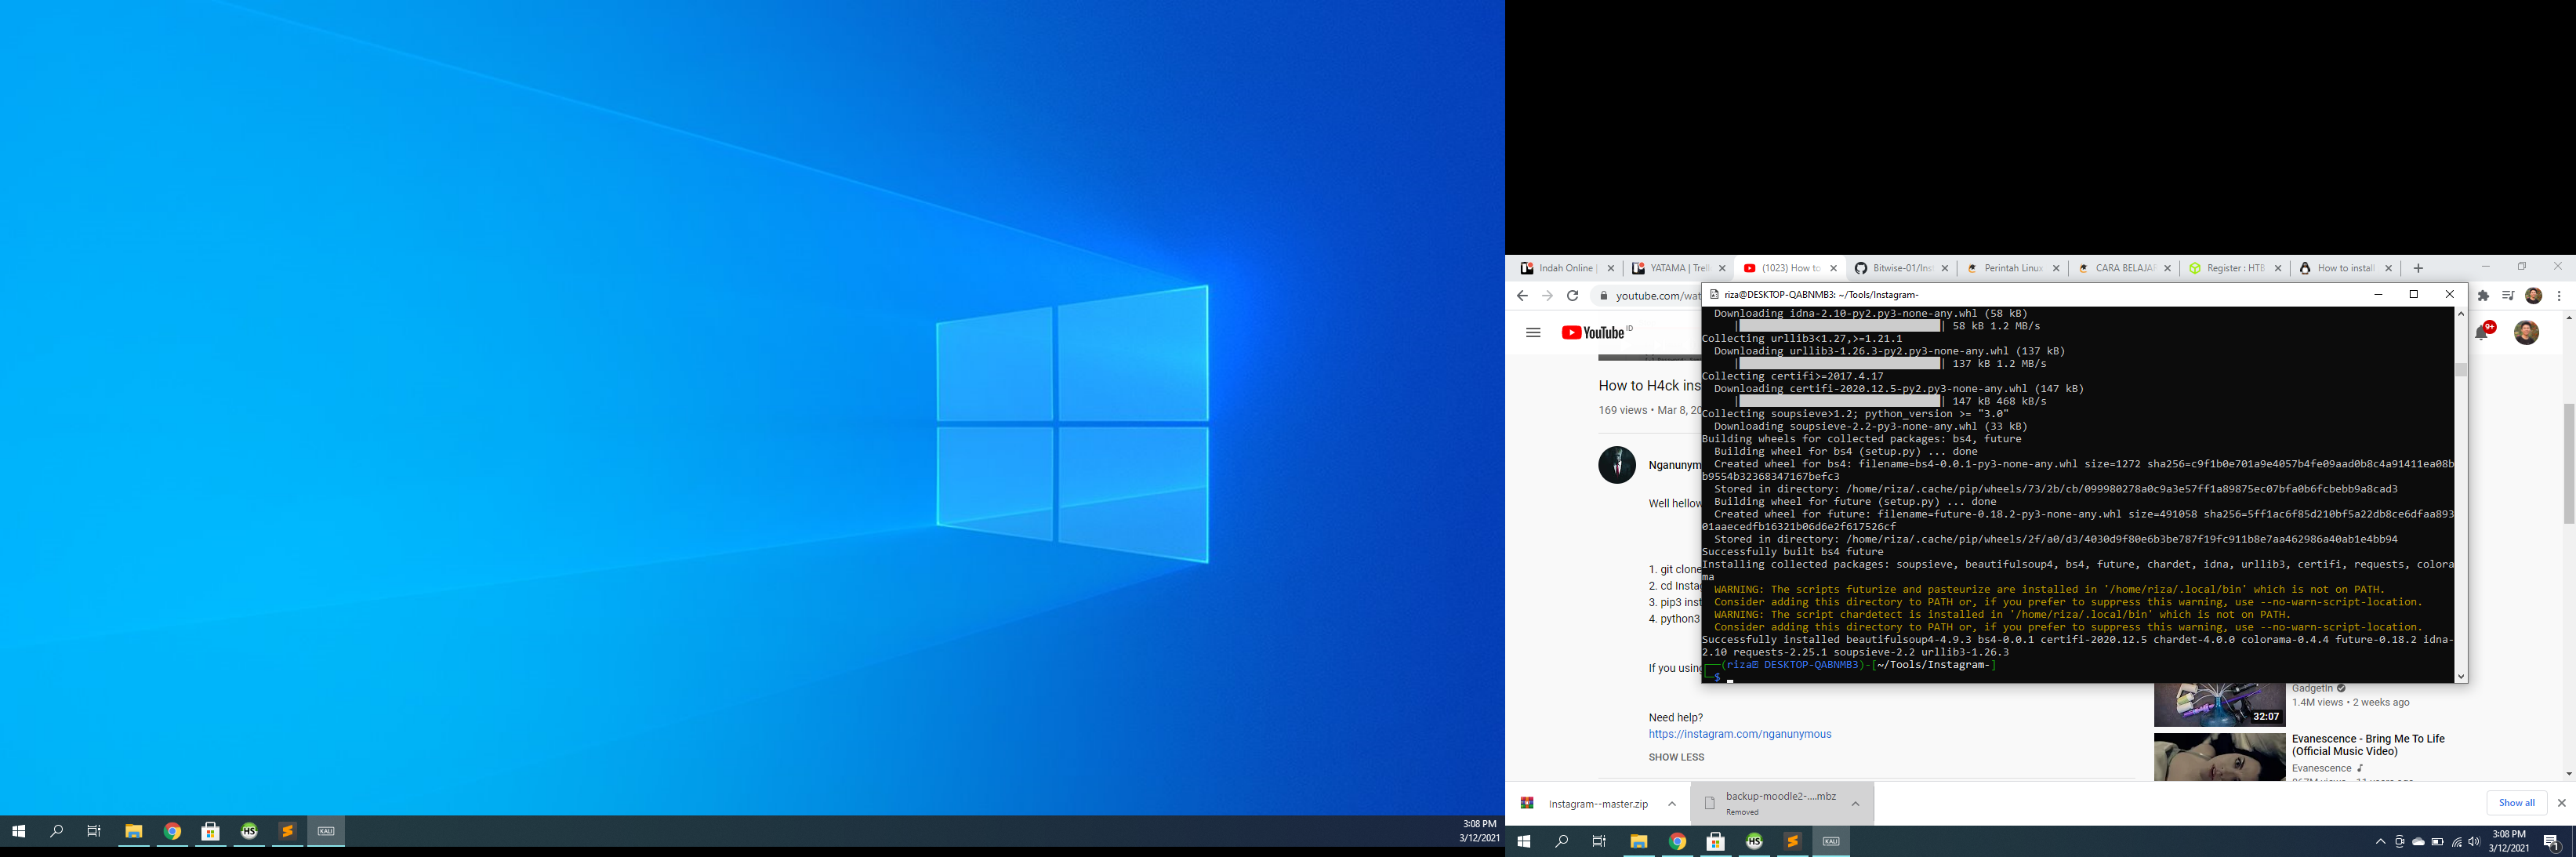 3:08 PM
3/12/2021
KALI
HS
Indah Online |
YATAMA | Trell
(1023) How to
Bitwise-01/Inst
Perintah Linux
CARA BELAJAR
Register : HTB
How to install
youtube.com/wat
riza@DESKTOP-QABNMB3: ~/Tools/Instagram-
YouTube ID
9+
Downloading idna-2.10-py2.py3-none-any.whl (58 kB)
58 kB 1.2 MB/s
Collecting urllib3<1.27,>=1.21.1
Downloading urllib3-1.26.3-py2.py3-none-any.whl (137 kB)
137 kB 1.2 MB/s
Collecting certifi>=2017.4.17
Downloading certifi-2020.12.5-py2.py3-none-any.whl (147 kB)
147 kB 468 kB/s
Collecting soupsieve>1.2; python_version >= "3.0"
Downloading soupsieve-2.2-py3-none-any.whl (33 kB)
Building wheels for collected packages: bs4, future
Building wheel for bs4 (setup.py) ... done
Created wheel for bs4: filename=bs4-0.0.1-py3-none-any.whl size=1272 sha256=c9f1b0e701a9e4057b4fe09aad0b8c4a91411ea08b
b9554b32368347167befc3
Stored in directory: /home/riza/.cache/pip/wheels/73/2b/cb/099980278a0c9a3e57ff1a89875ec07bfa0b6fcbebb9a8cad3
Building wheel for future (setup.py) ... done
Created wheel for future: filename=future-0.18.2-py3-none-any.whl size=491058 sha256=5ff1ac6f85d210bf5a22db8ce6dfaa893
01aaecedfb16321b06d6e2f617526cf
Stored in directory: /home/riza/.cache/pip/wheels/2f/a0/d3/4030d9f80e6b3be787f19fc911b8e7aa462986a40ab1e4bb94
Successfully built bs4 future
Installing collected packages: soupsieve, beautifulsoup4, bs4, future, chardet, idna, urllib3, certifi, requests, colora
ma
WARNING: The scripts futurize and pasteurize are installed in '/home/riza/.local/bin' which is not on PATH.
Consider adding this directory to PATH or, if you prefer to suppress this warning, use --no-warn-script-location.
WARNING: The script chardetect is installed in '/home/riza/.local/bin' which is not on PATH.
Consider adding this directory to PATH or, if you prefer to suppress this warning, use --no-warn-script-location.
Successfully installed beautifulsoup4-4.9.3 bs4-0.0.1 certifi-2020.12.5 chardet-4.0.0 colorama-0.4.4 future-0.18.2 idna-
2.10 requests-2.25.1 soupsieve-2.2 urllib3-1.26.3
(riza DESKTOP-QABNMB3)-[~/Tools/Instagram-]
$
How to H4ck ins
169 views • Mar 8, 20
Nganunym
Well hellow
1. git clone
2. cd Insta
3. pip3 inst
4. python3
If you using
Need help?
https://instagram.com/nganunymous
SHOW LESS
32:07
Gadgetin
1.4M views • 2 weeks ago
Evanescence - Bring Me To Life
(Official Music Video)
Evanescence
Instagram--master.zip
backup-moodle2-....mbz
Removed
Show all
HS
KALI
3:08 PM
3/12/2021
1